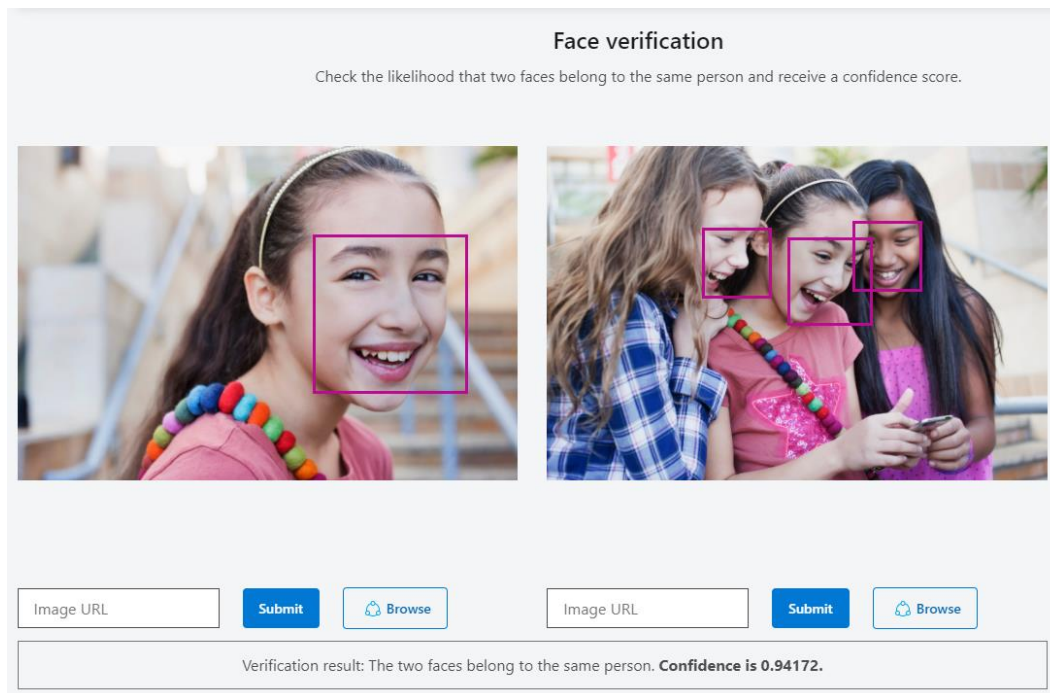 Face verification
Check the likelihood that two faces belong to the same person and receive a confidence score.
Image URL
Submit
Browse
Image URL
Submit
Browse
Verification result: The two faces belong to the same person. Confidence is 0.94172.